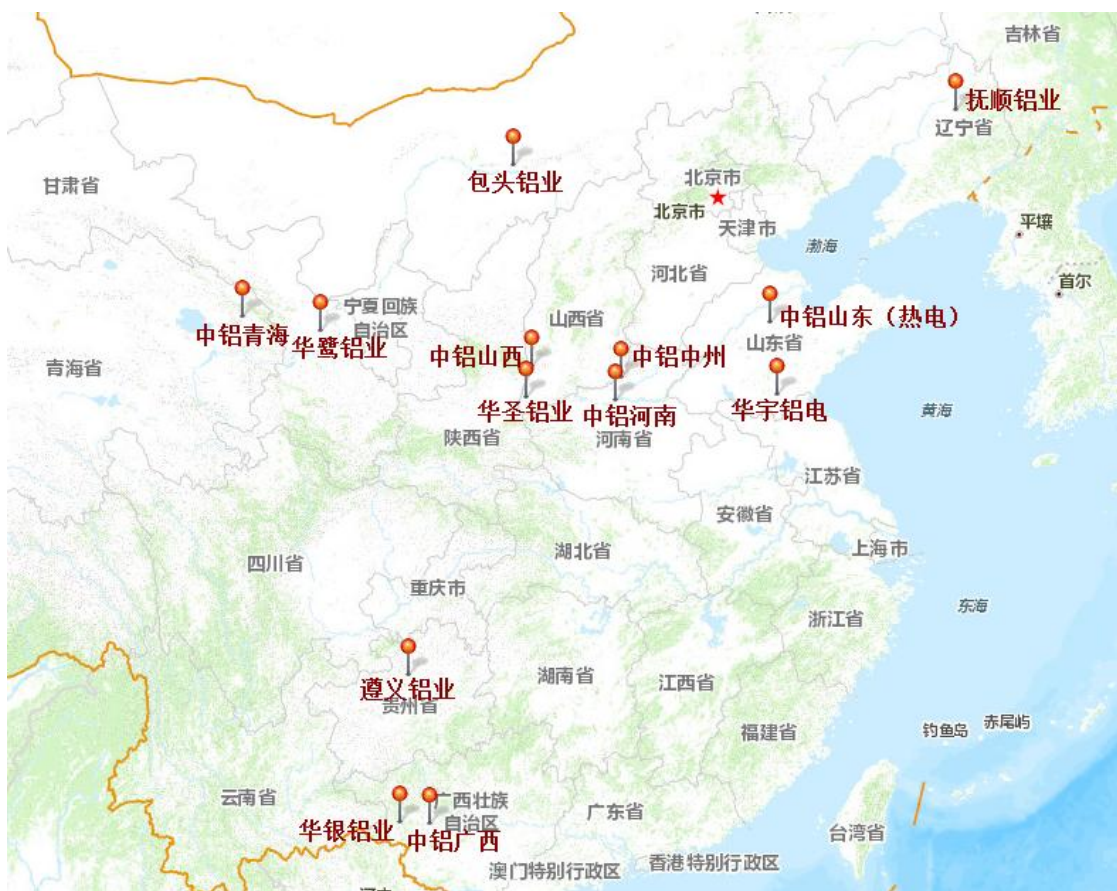 吉林省
抚顺铝业
辽宁省
包头铝业
甘肃省
北京市
北京市
天津市
渤海
平壤
河北省
首尔
中铝青海
宁夏回族
自治区
华鹭铝业
山西省
中铝山东（热电）
山东省
青海省
中铝山西
中铝中州
华圣铝业
中铝河南
华宇铝电
黄海
陕西省
河南省
江苏省
安徽省
上海市
四川省
湖北省
重庆市
东海
浙江省
遵义铝业
贵州省
湖南省
江西省
福建省
钓鱼岛
赤尾屿
云南省
广西壮族
自治区
华银铝业
中铝广西
广东省
台湾省
澳门特别行政区
香港特别行政区